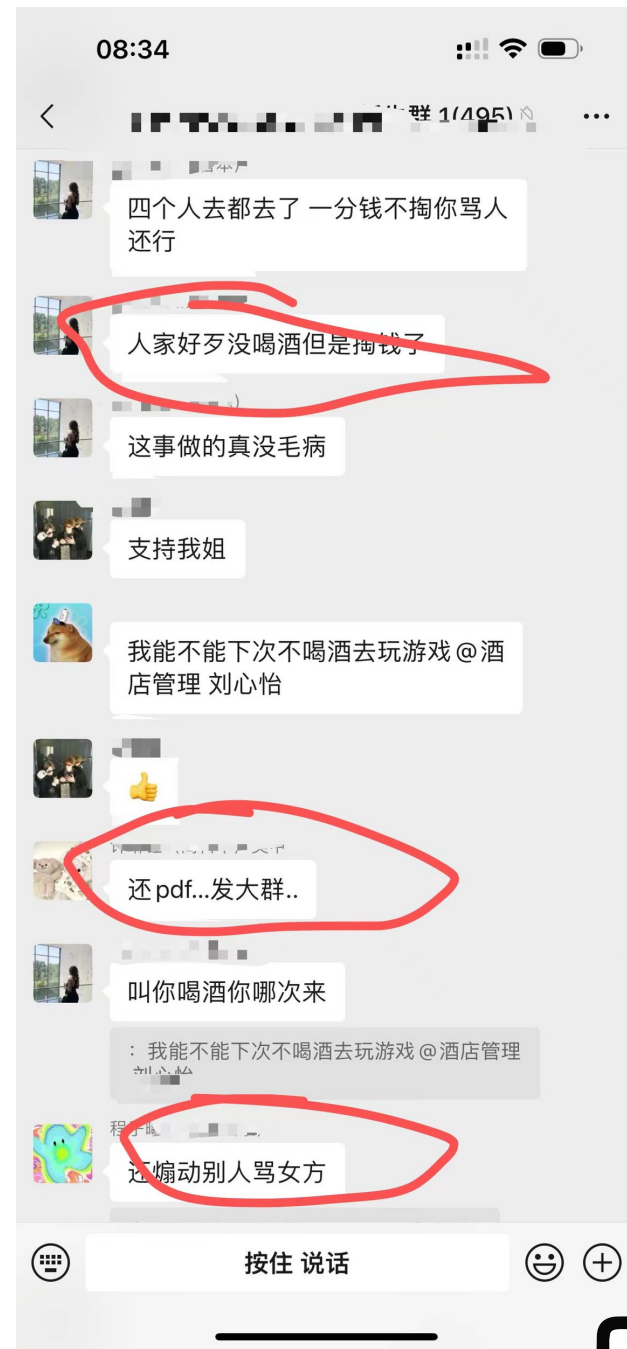 08:34
群 1(495)
四个人去都去了 一分钱不掏你骂人
还行
人家好歹没喝酒但是掏钱了
这事做的真没毛病
支持我姐
我能不能下次不喝酒去玩游戏@酒
店管理 刘心怡
👍
还pdf...发大群..
叫你喝酒你哪次来
：我能不能下次不喝酒去玩游戏@酒店管理
还煽动别人骂女方
按住 说话